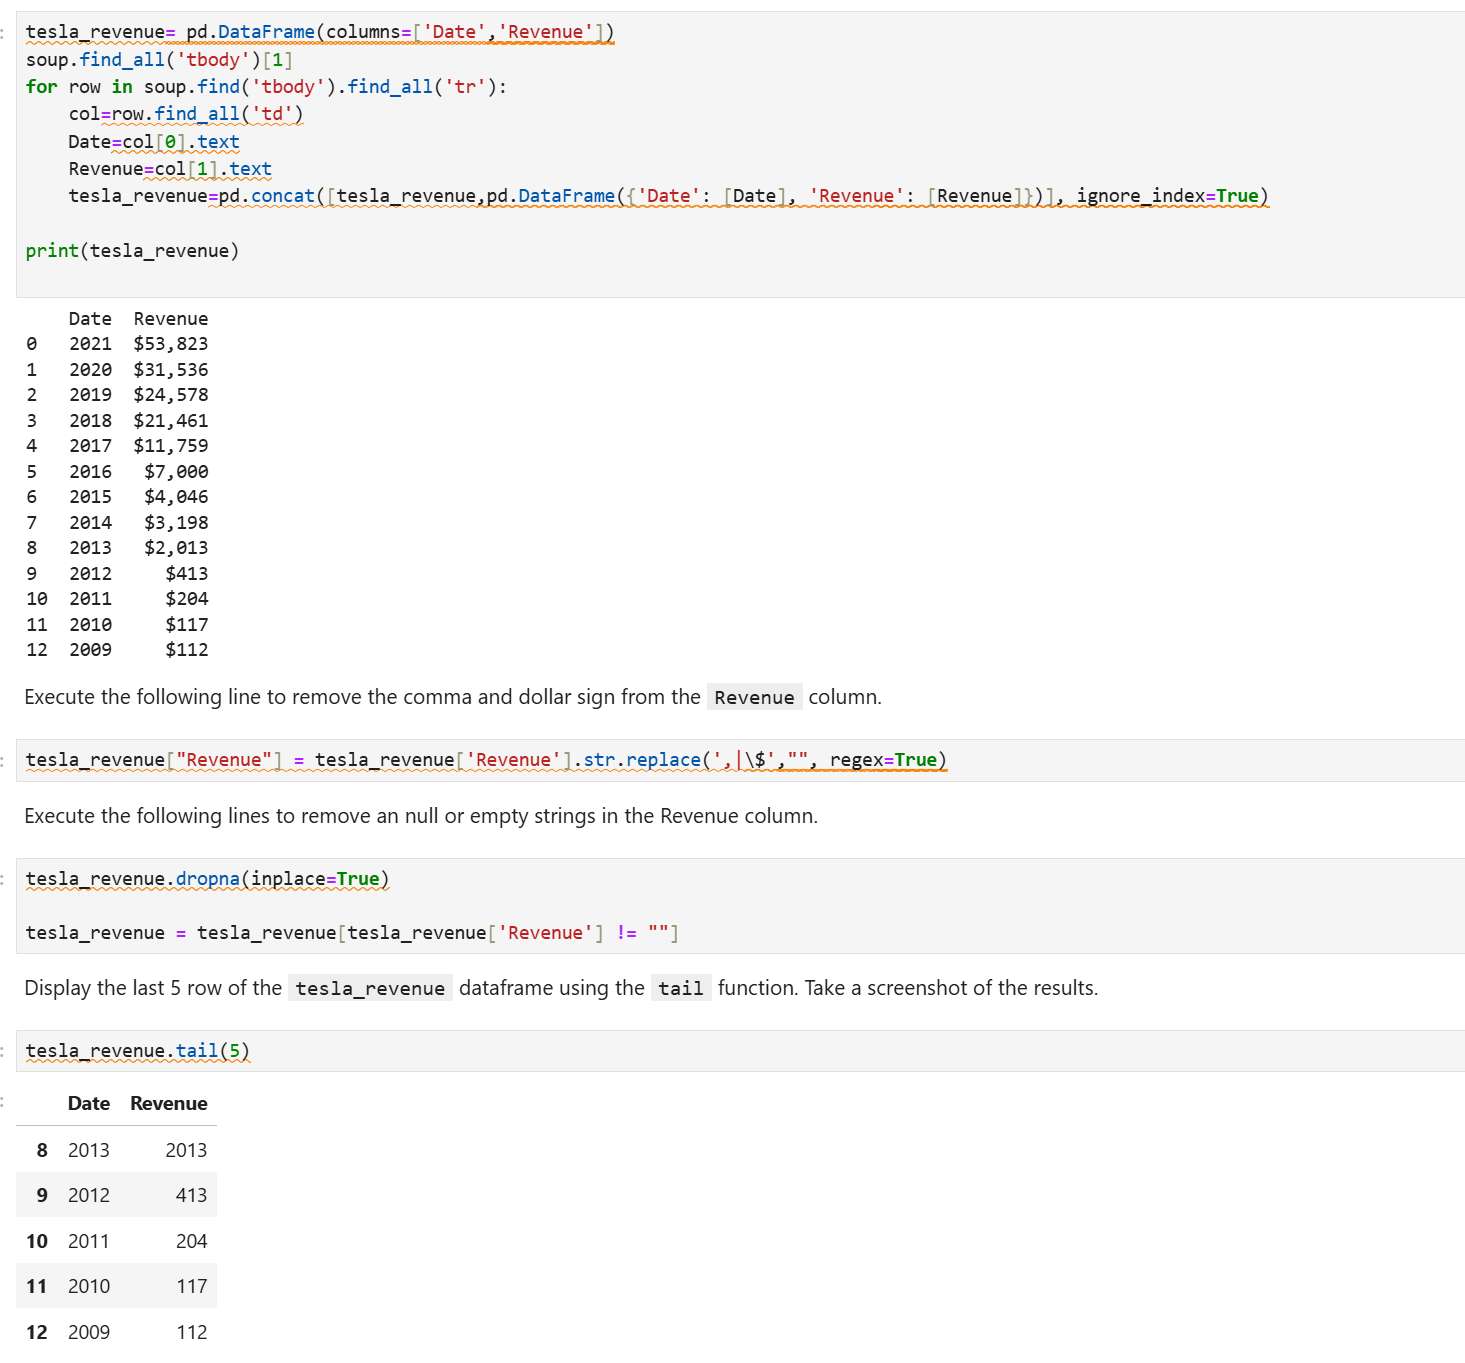 tesla_revenue= pd.DataFrame(columns=['Date','Revenue'])
soup.find_all('tbody')[1]
for row in soup.find('tbody').find_all('tr'):
    col=row.find_all('td')
    Date=col[0].text
    Revenue=col[1].text
    tesla_revenue=pd.concat([tesla_revenue,pd.DataFrame({'Date': [Date], 'Revenue': [Revenue]})], ignore_index=True)
print(tesla_revenue)
Date Revenue
0 2021 $53,823
1 2020 $31,536
2 2019 $24,578
3 2018 $21,461
4 2017 $11,759
5 2016 $7,000
6 2015 $4,046
7 2014 $3,198
8 2013 $2,013
9 2012 $413
10 2011 $204
11 2010 $117
12 2009 $112
Execute the following line to remove the comma and dollar sign from the Revenue column.
tesla_revenue["Revenue"] = tesla_revenue['Revenue'].str.replace(',|\$',"", regex=True)
Execute the following lines to remove an null or empty strings in the Revenue column.
tesla_revenue.dropna(inplace=True)
tesla_revenue = tesla_revenue[tesla_revenue['Revenue'] != ""]
Display the last 5 row of the tesla_revenue dataframe using the tail function. Take a screenshot of the results.
tesla_revenue.tail(5)
Date Revenue
8 2013 2013
9 2012 413
10 2011 204
11 2010 117
12 2009 112